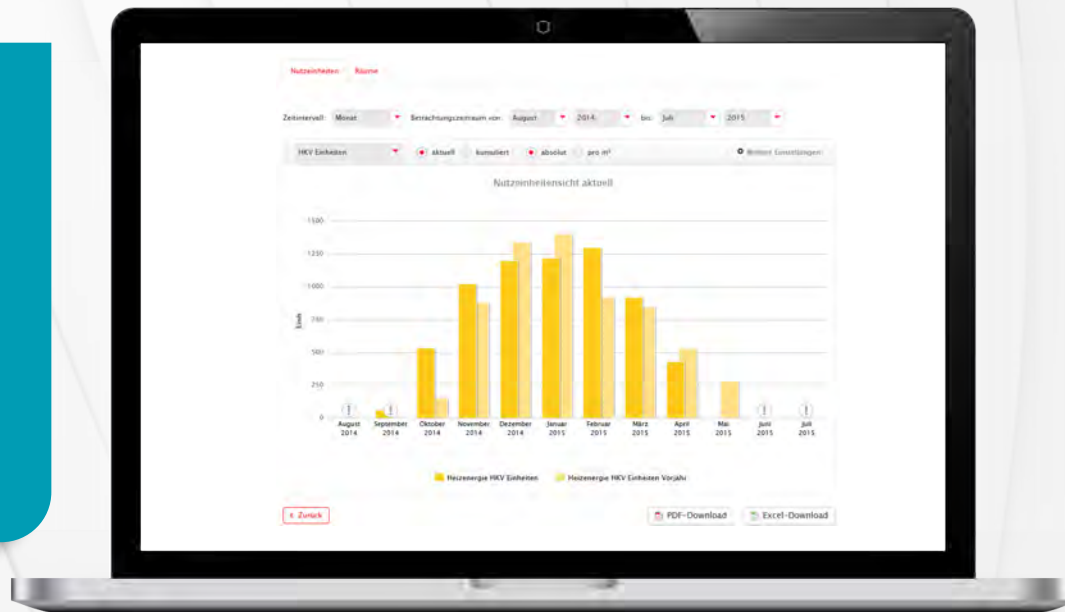 Nutzeinheiten Räume
Zeitintervall: Monat Betrachtungszeitraum von: August 2014 bis: Juli 2015
HKV Einheiten aktuell kumuliert absolut pro m² Weitere Einstellungen
Nutzeinheitensicht aktuell
1500
1250
1000
750
500
250
0
Einh
! ! ! !
August September Oktober November Dezember Januar Februar März April Mai Juni Juli
2014 2014 2014 2014 2014 2015 2015 2015 2015 2015 2015 2015
Heizenergie HKV Einheiten Heizenergie HKV Einheiten Vorjahr
< Zurück PDF-Download Excel-Download